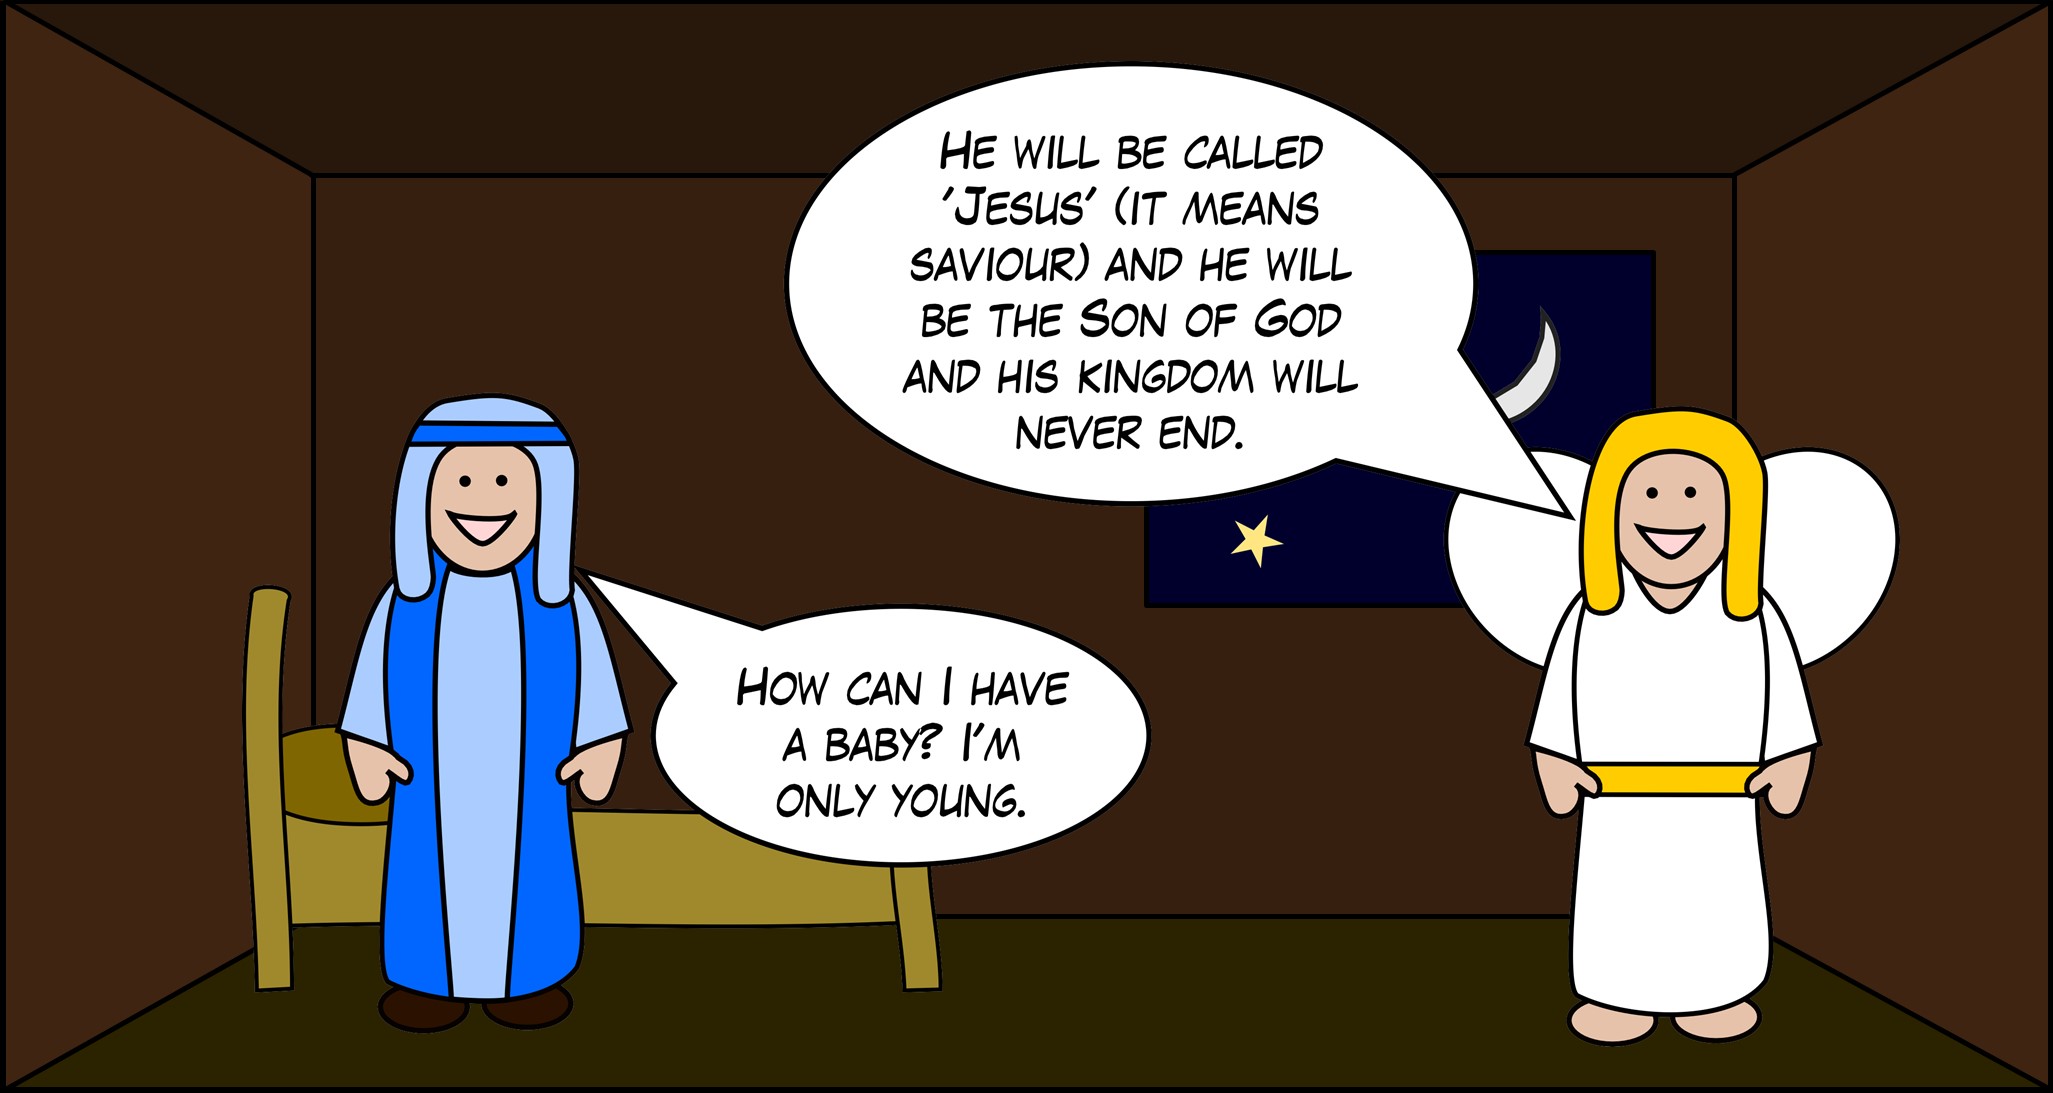 He will be called
'Jesus' (it means
saviour) and he will
be the Son of God
and his kingdom will
never end.
How can I have
a baby? I'm
only young.